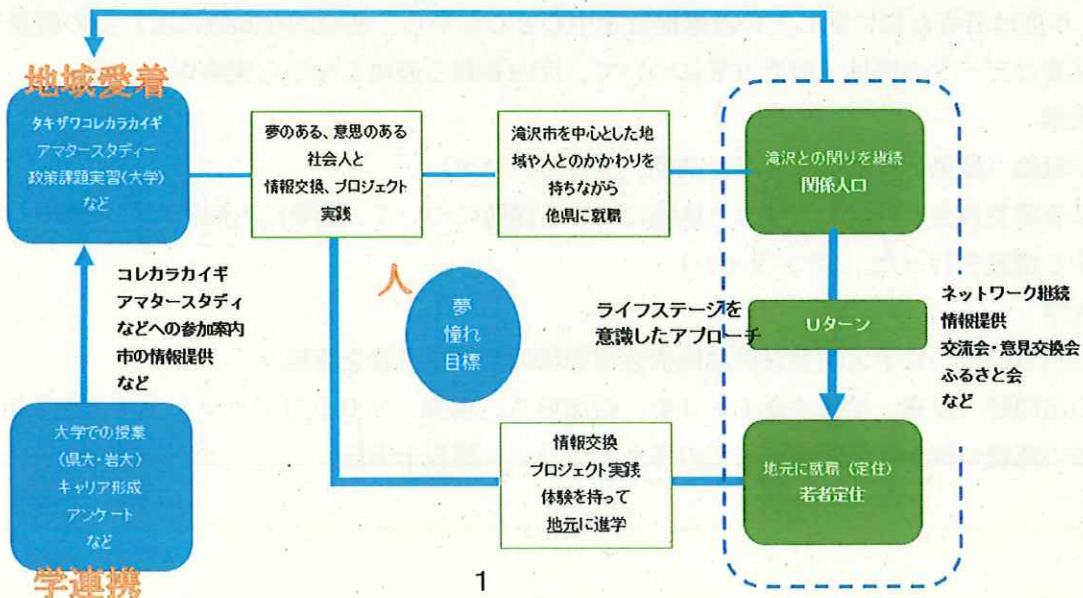 地域愛着
タキザワコレカラカイギ
アマタースタディー
政策課題実習(大学)
など
夢のある、意思のある
社会人と
情報交換、プロジェクト
実践
滝沢市を中心とした地
域や人とのかかわりを
持ちながら
他県に就職
滝沢との関りを継続
関係人口
コレカラカイギ
アマタースタディ
などへの参加案内
市の情報提供
など
人
夢
憧れ
目標
ライフステージを
意識したアプローチ
Uターン
ネットワーク継続
情報提供
交流会・意見交換会
ふるさと会
など
大学での授業
(県大・岩大)
キャリア形成
アンケート
など
学連携
情報交換
プロジェクト実践
体験を持って
地元に進学
地元に就職(定住)
若者定住
1